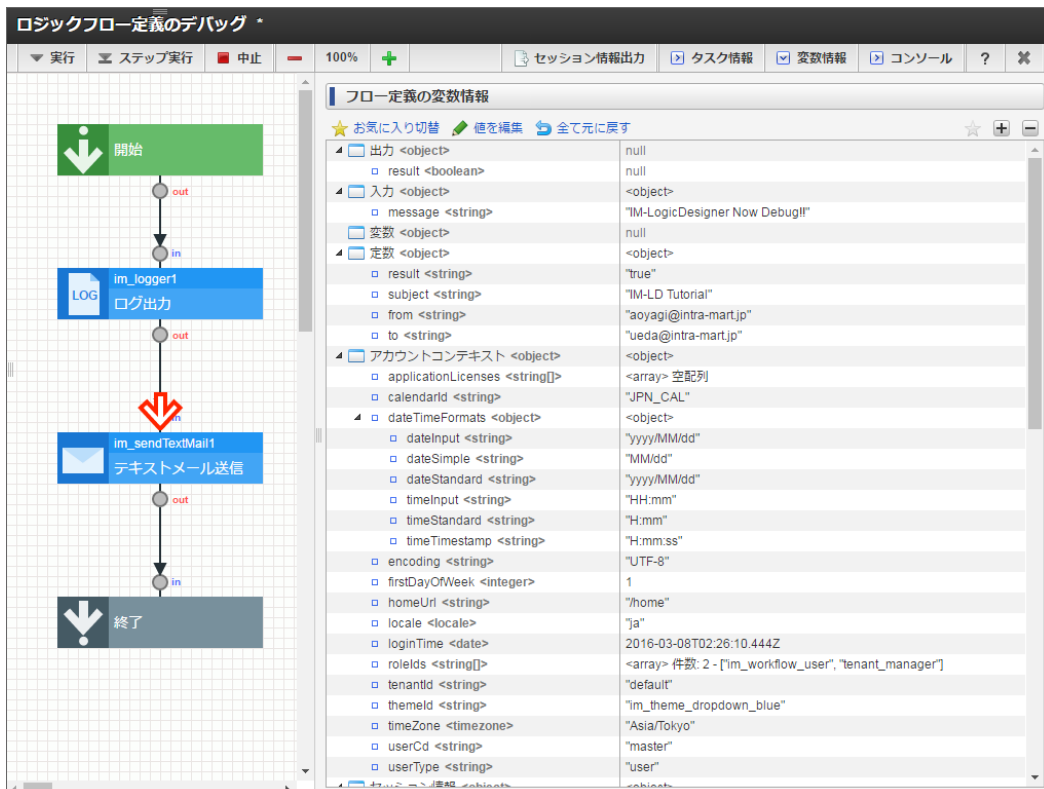 ロジックフロー定義のデバッグ *
実行 ステップ実行 中止 100% セッション情報出力 タスク情報 変数情報 コンソール ?
開始
out
in
im_logger1
LOG
ログ出力
out
in
im_sendTextMail1
テキストメール送信
out
in
終了
フロー定義の変数情報
お気に入り切替 値を編集 全て元に戻す
出力 <object> null
result <boolean> null
入力 <object> <object>
message <string> "IM-LogicDesigner Now Debug!!"
変数 <object> null
定数 <object> <object>
result <string> "true"
subject <string> "IM-LD Tutorial"
from <string> "aoyagi@intra-mart.jp"
to <string> "ueda@intra-mart.jp"
アカウントコンテキスト <object> <object>
applicationLicenses <string[]> <array> 空配列
calendarId <string> "JPN_CAL"
dateTimeFormats <object> <object>
dateInput <string> "yyyy/MM/dd"
dateSimple <string> "MM/dd"
dateStandard <string> "yyyy/MM/dd"
timeInput <string> "HH:mm"
timeStandard <string> "H:mm"
timeTimestamp <string> "H:mm:ss"
encoding <string> "UTF-8"
firstDayOfWeek <integer> 1
homeUrl <string> "/home"
locale <locale> "ja"
loginTime <date> 2016-03-08T02:26:10.444Z
roleIds <string[]> <array> 件数: 2 - ["im_workflow_user", "tenant_manager"]
tenantId <string> "default"
themeId <string> "im_theme_dropdown_blue"
timeZone <timezone> "Asia/Tokyo"
userCd <string> "master"
userType <string> "user"
セッション情報 <object> <object>